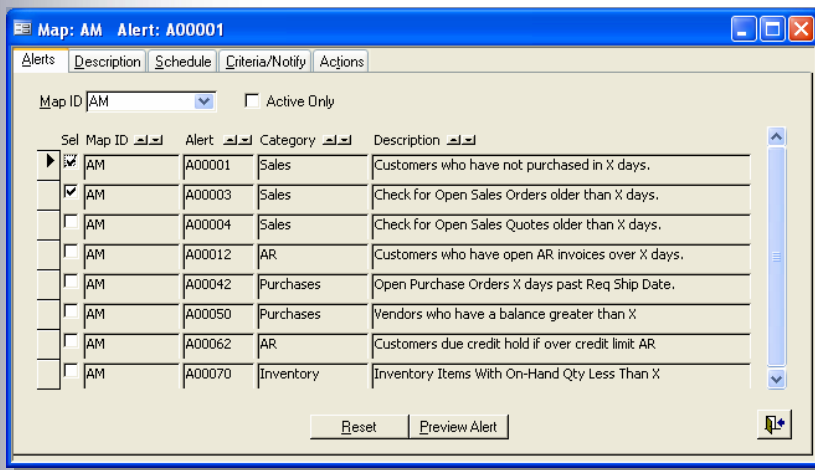 Map: AM Alert: A00001
Alerts Description Schedule Criteria/Notify Actions
Map ID AM Active Only
Sel Map ID Alert Category Description
AM A00001 Sales Customers who have not purchased in X days.
AM A00003 Sales Check for Open Sales Orders older than X days.
AM A00004 Sales Check for Open Sales Quotes older than X days.
AM A00012 AR Customers who have open AR invoices over X days.
AM A00042 Purchases Open Purchase Orders X days past Req Ship Date.
AM A00050 Purchases Vendors who have a balance greater than X
AM A00062 AR Customers due credit hold if over credit limit AR
AM A00070 Inventory Inventory Items With On-Hand Qty Less Than X
Reset Preview Alert